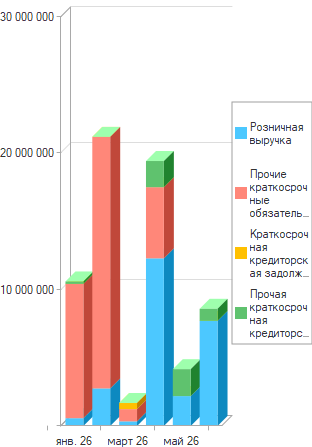 30 000 000
20 000 000
10 000 000
янв. 26
март 26
май 26
Розничная
выручка
Прочие
краткосроч
ные
обязатель...
Краткосроч
ная
кредиторск
ая задолж...
Прочая
краткосроч
ная
кредиторс...